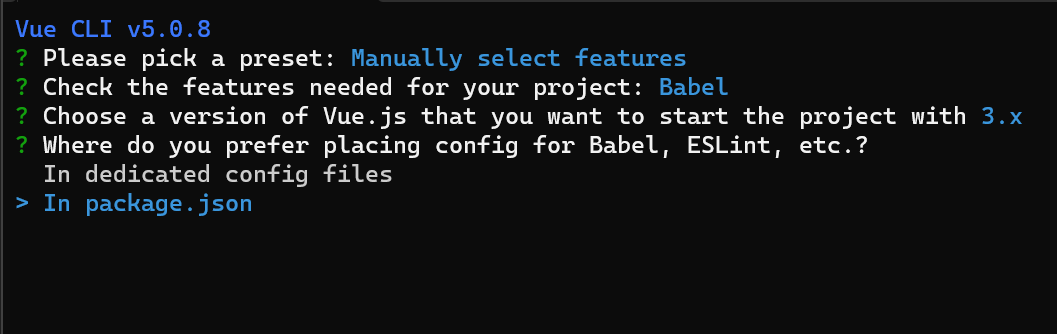 Vue CLI v5.0.8
? Please pick a preset: Manually select features
? Check the features needed for your project: Babel
? Choose a version of Vue.js that you want to start the project with 3.x
? Where do you prefer placing config for Babel, ESLint, etc.?
In dedicated config files
> In package.json